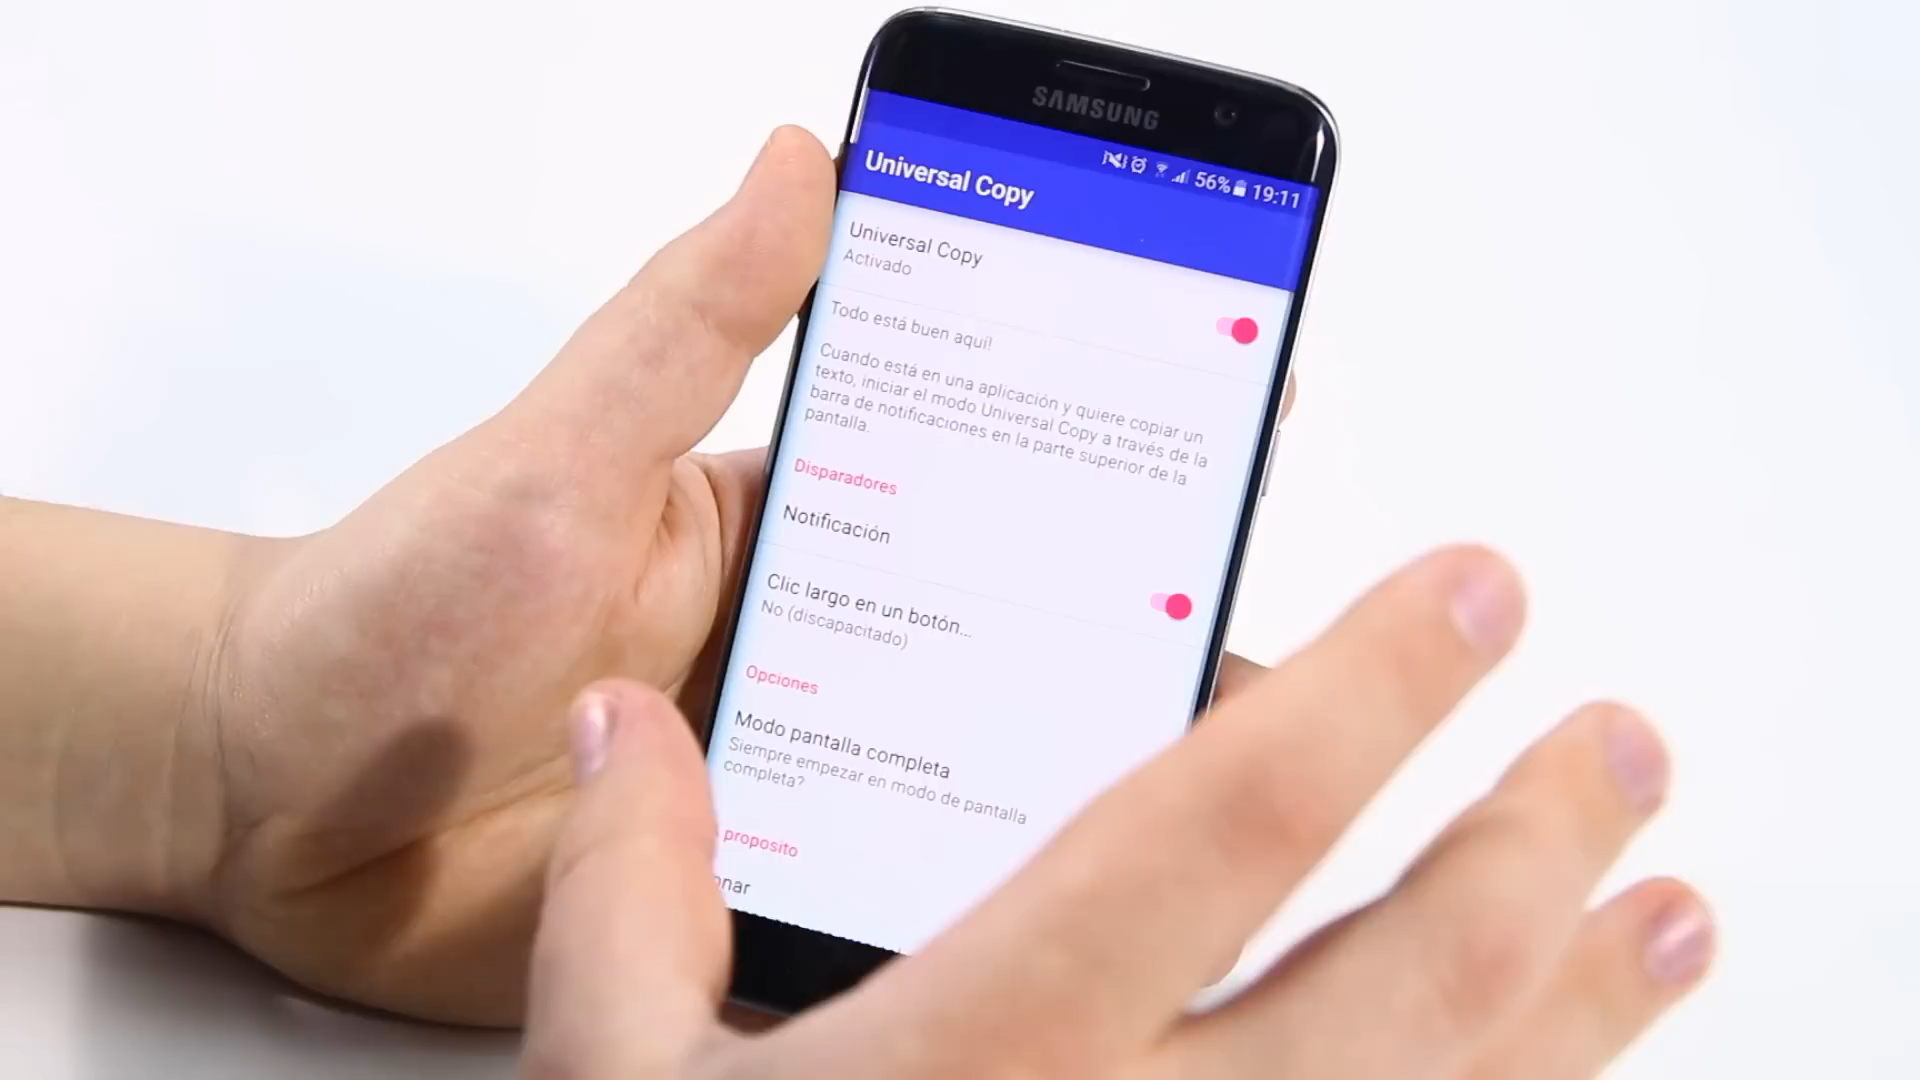 SAMSUNG
56% 19:11
Universal Copy
Universal Copy
Activado
Todo está buen aquí!
Cuando está en una aplicación y quiere copiar un
texto, iniciar el modo Universal Copy a través de la
barra de notificaciones en la parte superior de la
pantalla.
Disparadores
Notificación
Clic largo en un botón...
No (discapacitado)
Opciones
Modo pantalla completa
Siempre empezar en modo de pantalla
completa?
proposito